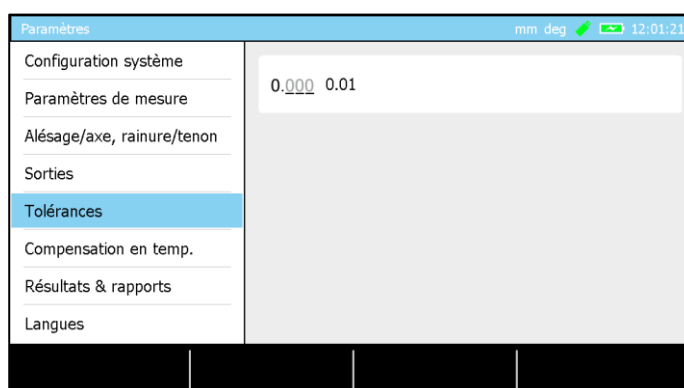 Paramètres mm deg 12:01:21
Configuration système
Paramètres de mesure
Alésage/axe, rainure/tenon
Sorties
Tolérances
Compensation en temp.
Résultats & rapports
Langues
0.000 0.01